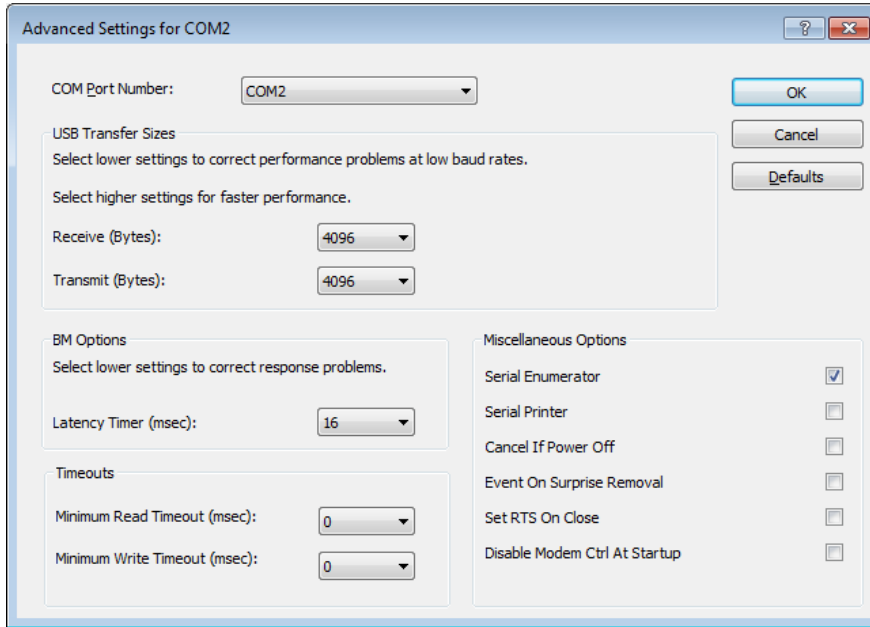 Advanced Settings for COM2
COM Port Number:
COM2
OK
Cancel
Defaults
USB Transfer Sizes
Select lower settings to correct performance problems at low baud rates.
Select higher settings for faster performance.
Receive (Bytes):
4096
Transmit (Bytes):
4096
BM Options
Select lower settings to correct response problems.
Latency Timer (msec):
16
Timeouts
Minimum Read Timeout (msec):
0
Minimum Write Timeout (msec):
0
Miscellaneous Options
Serial Enumerator
Serial Printer
Cancel If Power Off
Event On Surprise Removal
Set RTS On Close
Disable Modem Ctrl At Startup